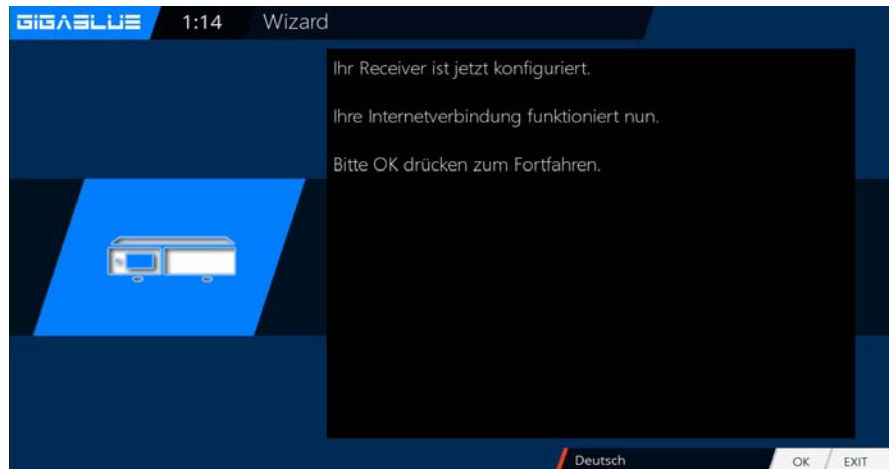 GIGABLUE 1:14 Wizard
Ihr Receiver ist jetzt konfiguriert.
Ihre Internetverbindung funktioniert nun.
Bitte OK drücken zum Fortfahren.
Deutsch OK EXIT